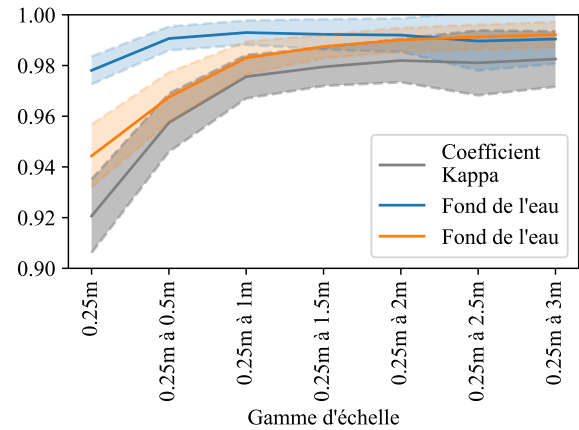 1.00
0.98
0.96
0.94
0.92
0.90
Coefficient
Kappa
Fond de l'eau
Fond de l'eau
0.25m
0.25m à 0.5m
0.25m à 1m
0.25m à 1.5m
0.25m à 2m
0.25m à 2.5m
0.25m à 3m
Gamme d'échelle